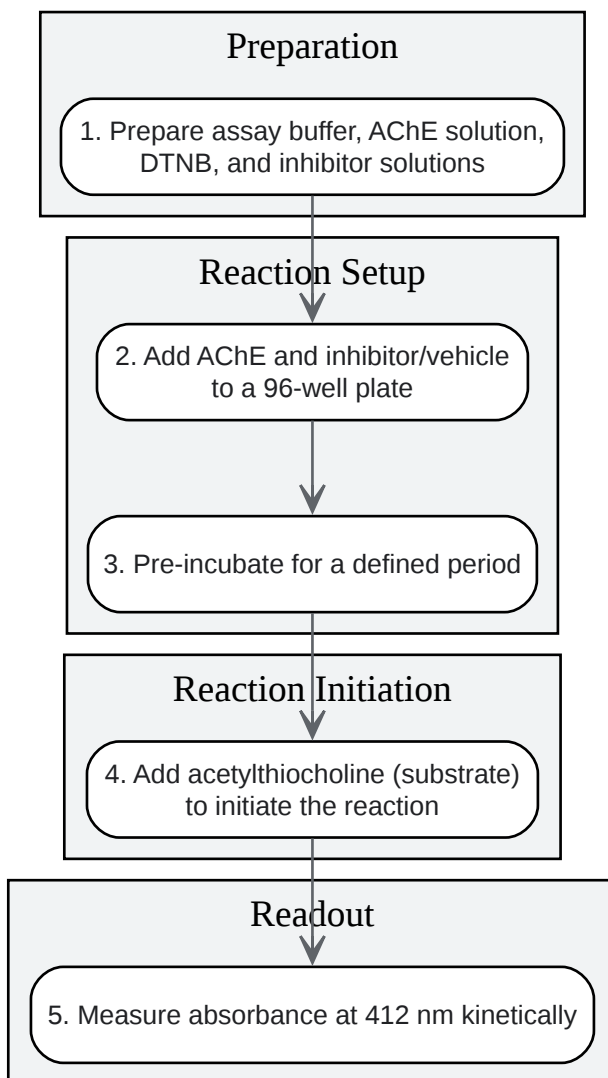 Preparation
1. Prepare assay buffer, AChE solution,
DTNB, and inhibitor solutions
Reaction Setup
2. Add AChE and inhibitor/vehicle
to a 96-well plate
3. Pre-incubate for a defined period
Reaction Initiation
4. Add acetylthiocholine (substrate)
to initiate the reaction
Readout
5. Measure absorbance at 412 nm kinetically